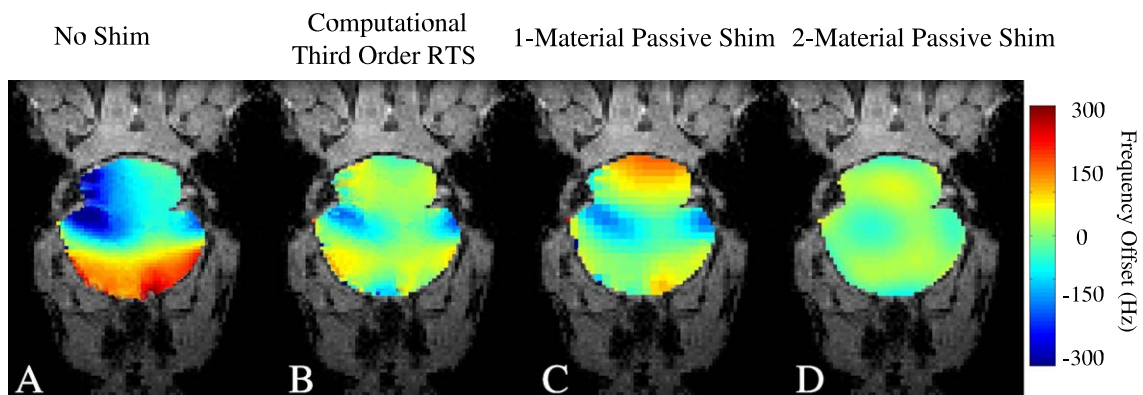 No Shim
Computational
Third Order RTS
1-Material Passive Shim
2-Material Passive Shim
A
B
C
D
300
150
0
-150
-300
Frequency Offset (Hz)